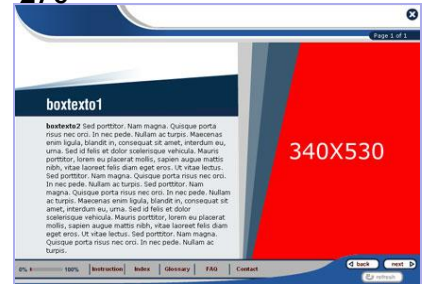 Page 1 of 1
boxtexto1
boxtexto2 Sed porttitor. Nam magna. Quisque porta
risus nec orci. In nec pede. Nullam ac turpis. Maecenas
enim ligula, blandit in, consequat sit amet, interdum eu,
urna. Sed id felis et dolor scelerisque vehicula. Mauris
porttitor, lorem eu placerat mollis, sapien augue mattis
nibh, vitae laoreet felis diam eget eros. Ut vitae lectus.
Sed porttitor. Nam magna. Quisque porta risus nec orci.
In nec pede. Nullam ac turpis. Sed porttitor. Nam
magna. Quisque porta risus nec orci. In nec pede. Nullam
ac turpis. Maecenas enim ligula, blandit in, consequat sit
amet, interdum eu, urna. Sed id felis et dolor
scelerisque vehicula. Mauris porttitor, lorem eu placerat
mollis, sapien augue mattis nibh, vitae laoreet felis diam
eget eros. Ut vitae lectus. Sed porttitor. Nam magna.
Quisque porta risus nec orci. In nec pede. Nullam ac
turpis.
340X530
0% 100% Instruction Index Glossary FAQ Contact
back next
refresh